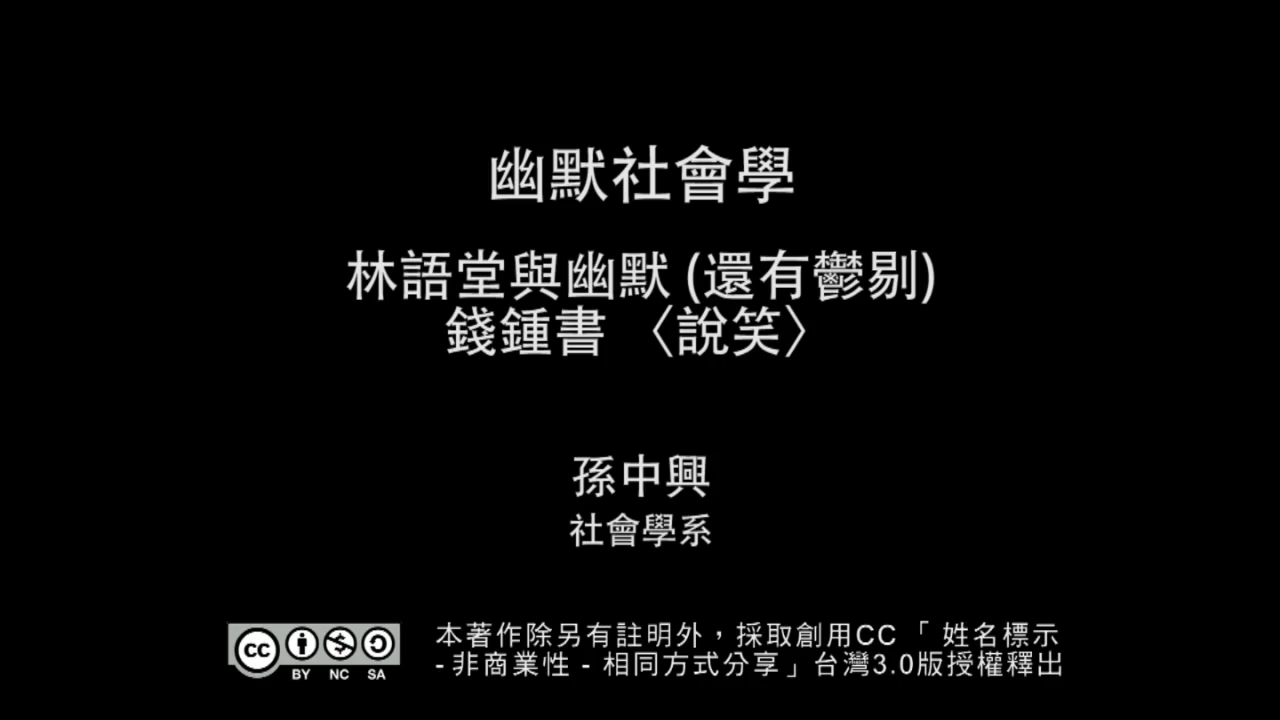 幽默社會學
林語堂與幽默 (還有鬱剔)
錢鍾書 〈說笑〉
孫中興
社會學系
cc BY NC SA
本著作除另有註明外，採取創用CC 「 姓名標示
- 非商業性 - 相同方式分享」台灣3.0版授權釋出